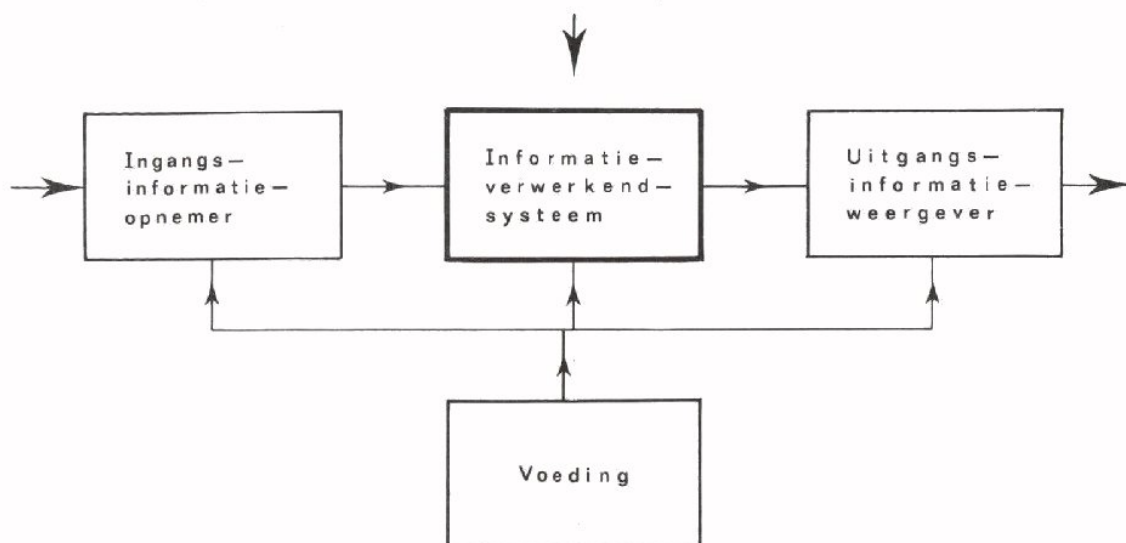 Ingangs—
informatie—
opnemer
Informatie—
verwerkend—
systeem
Uitgangs—
informatie—
weergever
Voeding